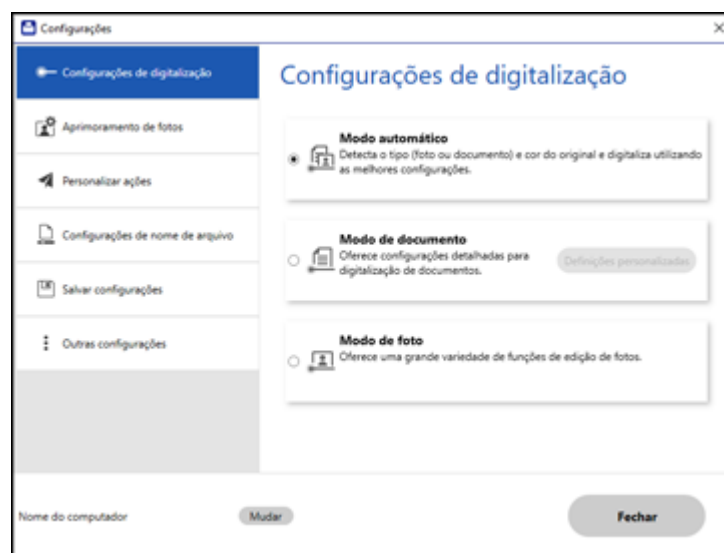 Configurações
Configurações de digitalização
Aprimoramento de fotos
Personalizar ações
Configurações de nome de arquivo
Salvar configurações
Outras configurações
Configurações de digitalização
Modo automático
Detecta o tipo (foto ou documento) e cor do original e digitaliza utilizando
as melhores configurações.
Modo de documento
Oferece configurações detalhadas para
digitalização de documentos.
Definições personalizadas
Modo de foto
Oferece uma grande variedade de funções de edição de fotos.
Nome do computador
Mudar
Fechar